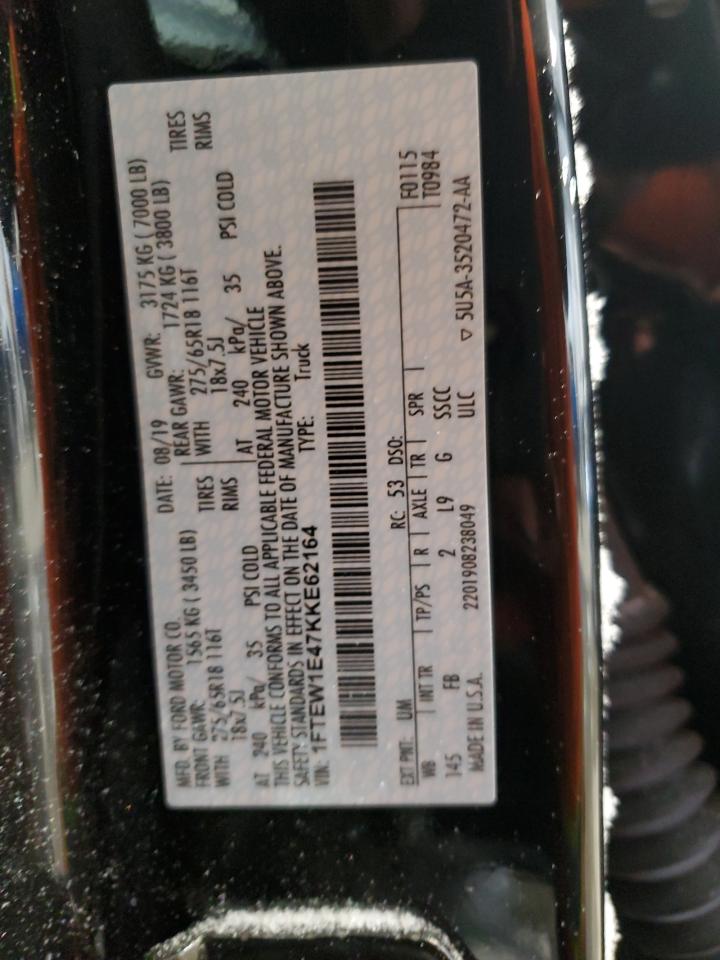 MFD. BY FORD MOTOR CO. DATE: 08/19 GVWR: 3175 KG ( 7000 LB)
FRONT GAWR: 1565 KG ( 3450 LB) REAR GAWR: 1724 KG ( 3800 LB)
WITH 275/65R18 116T TIRES WITH 275/65R18 116T TIRES
18x7.5J RIMS 18x7.5J RIMS
AT 240 kPa/ 35 PSI COLD AT 240 kPa/ 35 PSI COLD
THIS VEHICLE CONFORMS TO ALL APPLICABLE FEDERAL MOTOR VEHICLE
SAFETY STANDARDS IN EFFECT ON THE DATE OF MANUFACTURE SHOWN ABOVE.
VIN: 1FTEW1E47KKE62164 TYPE: Truck
EXT PNT: UM RC: 53 DSO: F0115
WB INT TR TP/PS R AXLE TR SPR T0984
145 FB 2 L9 G SSCC
MADE IN U.S.A. 2201908238049 ULC ▽ 5U5A-3520472-AA